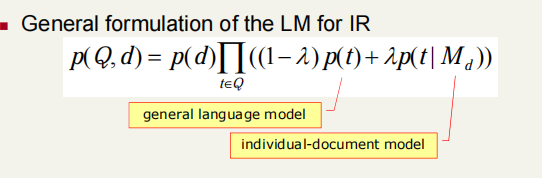 General formulation of the LM for IR
p(Q,d) = p(d)∏((1−λ)p(t)+λp(t|M_d))
t∈Q
general language model
individual-document model